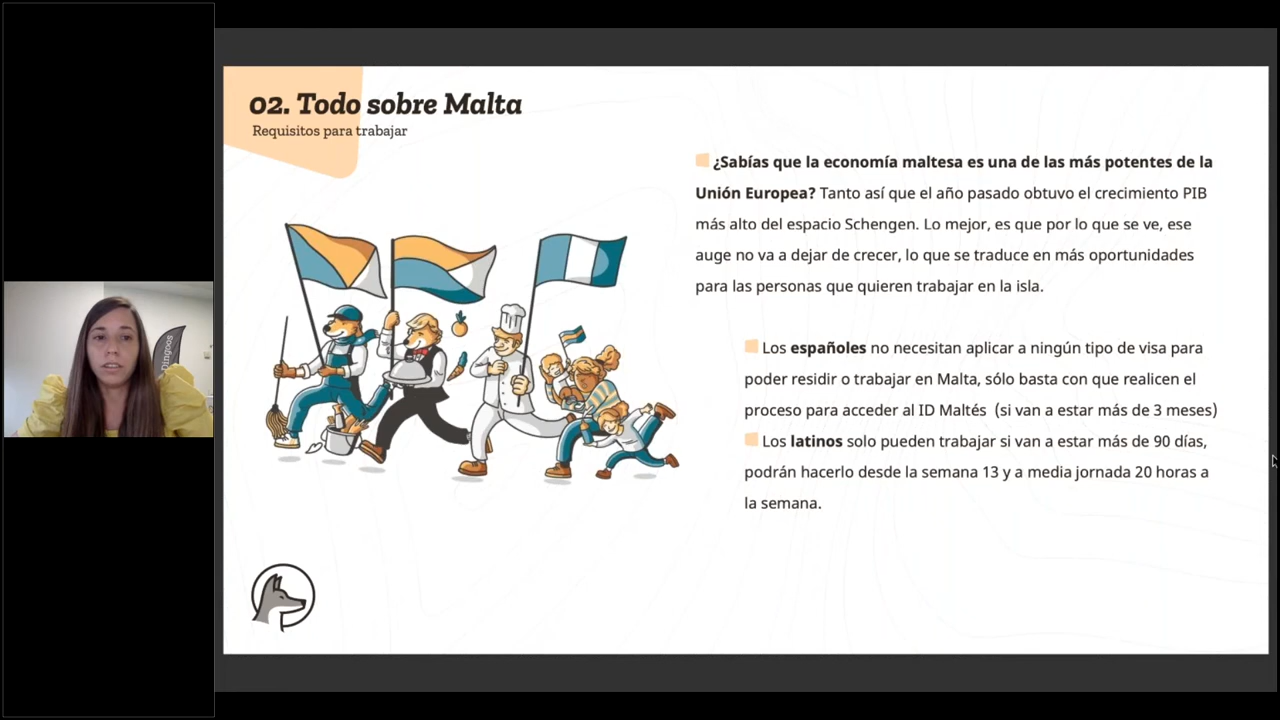 02. Todo sobre Malta
Requisitos para trabajar
¿Sabías que la economía maltesa es una de las más potentes de la
Unión Europea? Tanto así que el año pasado obtuvo el crecimiento PIB
más alto del espacio Schengen. Lo mejor, es que por lo que se ve, ese
auge no va a dejar de crecer, lo que se traduce en más oportunidades
para las personas que quieren trabajar en la isla.
Los españoles no necesitan aplicar a ningún tipo de visa para
poder residir o trabajar en Malta, sólo basta con que realicen el
proceso para acceder al ID Maltés (si van a estar más de 3 meses)
Los latinos solo pueden trabajar si van a estar más de 90 días,
podrán hacerlo desde la semana 13 y a media jornada 20 horas a
la semana.
Dingoos